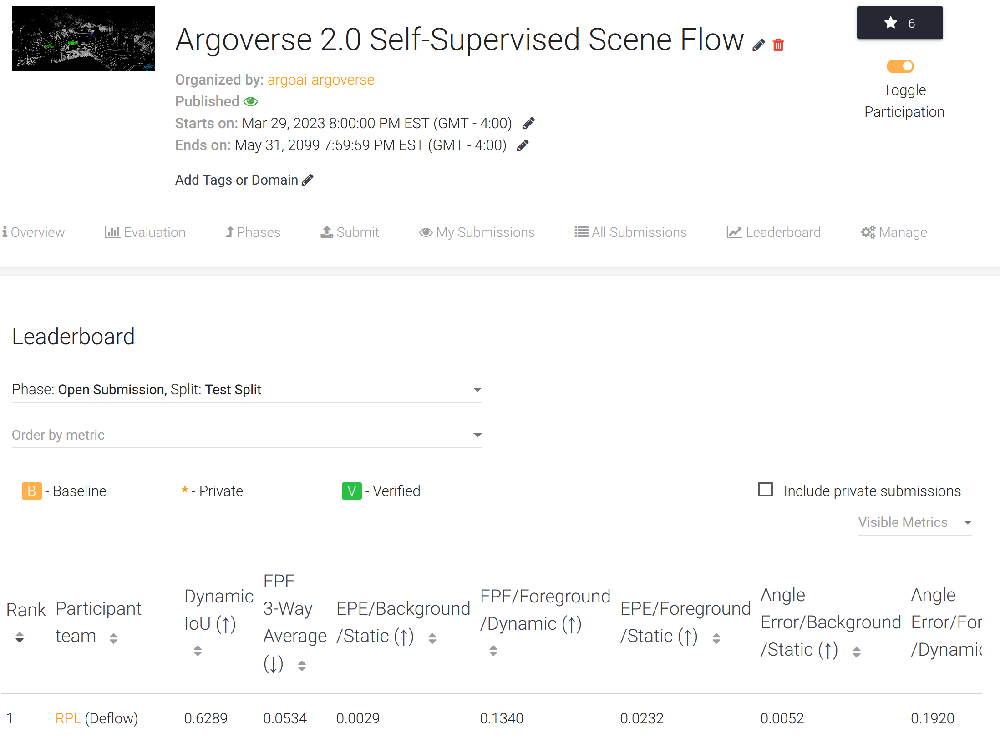 Argoverse 2.0 Self-Supervised Scene Flow
6
Toggle
Participation
Organized by: argoai-argoverse
Published
Starts on: Mar 29, 2023 8:00:00 PM EST (GMT - 4:00)
Ends on: May 31, 2099 7:59:59 PM EST (GMT - 4:00)
Add Tags or Domain
Overview Evaluation Phases Submit My Submissions All Submissions Leaderboard Manage
Leaderboard
Phase: Open Submission, Split: Test Split
Order by metric
B - Baseline * - Private V - Verified Include private submissions
Visible Metrics
Rank
Participant
team
Dynamic
IoU (↑)
EPE
3-Way
Average
(↓)
EPE/Background
/Static (↑)
EPE/Foreground
/Dynamic (↑)
EPE/Foreground
/Static (↑)
Angle
Error/Background
/Static (↑)
Angle
Error/For
/Dynamic
1 RPL (Deflow) 0.6289 0.0534 0.0029 0.1340 0.0232 0.0052 0.1920